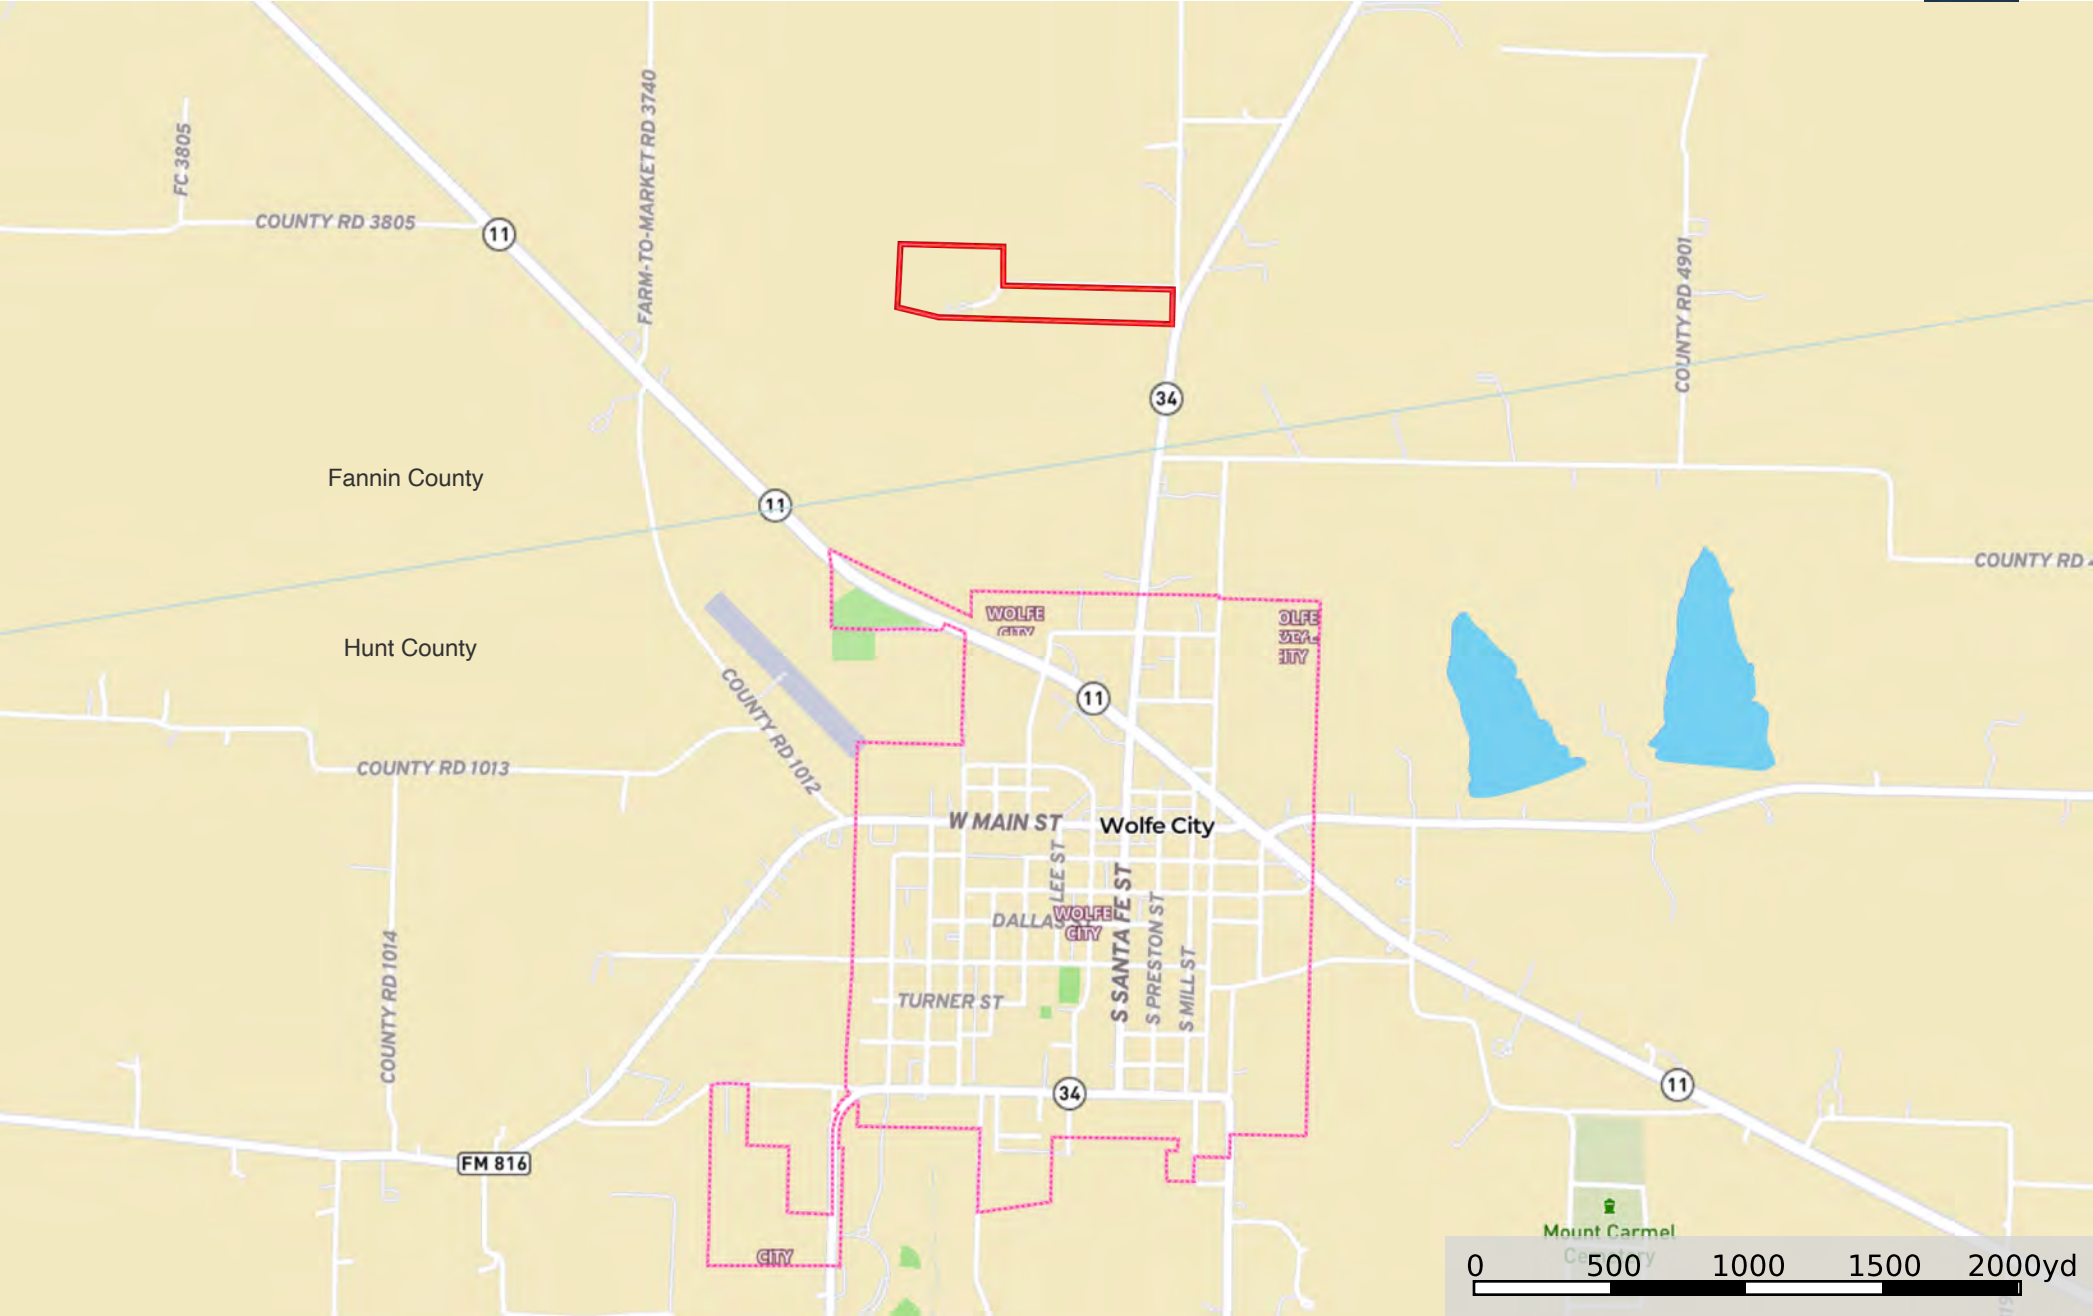 FARM-TO-MARKET RD 3740
FC 3805
COUNTY RD 3805
11
COUNTY RD 4901
34
Fannin County
11
COUNTY RD
WOLFE
CITY
Hunt County
11
COUNTY RD 1012
COUNTY RD 1013
W MAIN ST
Wolfe City
LEE ST
DALLAS
WOLFE
CITY
S SANTA FE ST
S PRESTON ST
S MILL ST
COUNTY RD 1014
TURNER ST
34
11
FM 816
Mount Carmel
Cemetery
CITY
0 500 1000 1500 2000yd